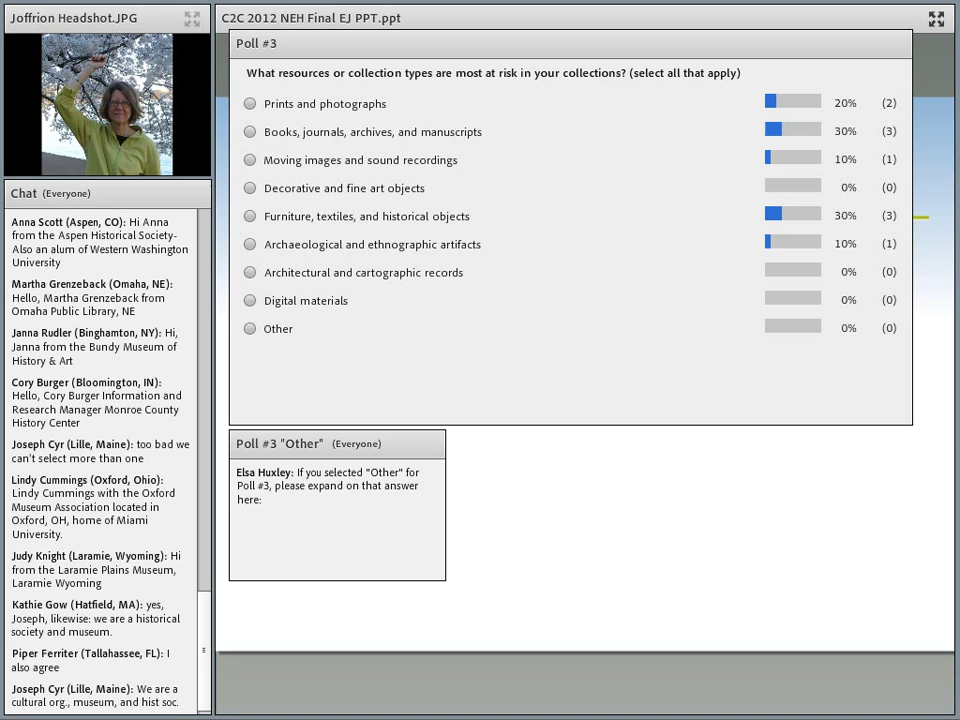 Joffrion Headshot.JPG
Chat (Everyone)
Anna Scott (Aspen, CO): Hi Anna
from the Aspen Historical Society-
Also an alum of Western Washington
University
Martha Grenzeback (Omaha, NE):
Hello, Martha Grenzeback from
Omaha Public Library, NE
Janna Rudler (Binghamton, NY): Hi,
Janna from the Bundy Museum of
History & Art
Cory Burger (Bloomington, IN):
Hello, Cory Burger Information and
Research Manager Monroe County
History Center
Joseph Cyr (Lille, Maine): too bad we
can't select more than one
Lindy Cummings (Oxford, Ohio):
Lindy Cummings with the Oxford
Museum Association located in
Oxford, OH, home of Miami
University.
Judy Knight (Laramie, Wyoming): Hi
from the Laramie Plains Museum,
Laramie Wyoming
Kathie Gow (Hatfield, MA): yes,
Joseph, likewise: we are a historical
society and museum.
Piper Ferriter (Tallahassee, FL): I
also agree
Joseph Cyr (Lille, Maine): We are a
cultural org., museum, and hist soc.
C2C 2012 NEH Final EJ PPT.ppt
Poll #3
What resources or collection types are most at risk in your collections? (select all that apply)
Prints and photographs 20% (2)
Books, journals, archives, and manuscripts 30% (3)
Moving images and sound recordings 10% (1)
Decorative and fine art objects 0% (0)
Furniture, textiles, and historical objects 30% (3)
Archaeological and ethnographic artifacts 10% (1)
Architectural and cartographic records 0% (0)
Digital materials 0% (0)
Other 0% (0)
Poll #3 "Other" (Everyone)
Elsa Huxley: If you selected "Other" for
Poll #3, please expand on that answer
here: